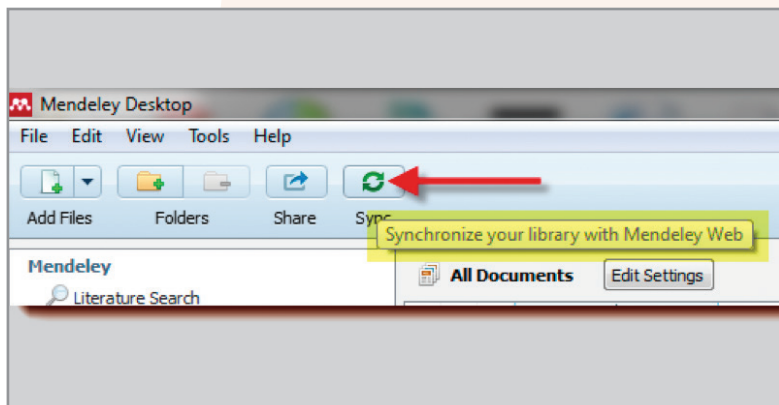 Mendeley Desktop
File Edit View Tools Help
Add Files Folders Share Sync
Synchronize your library with Mendeley Web
Mendeley
All Documents Edit Settings
Literature Search